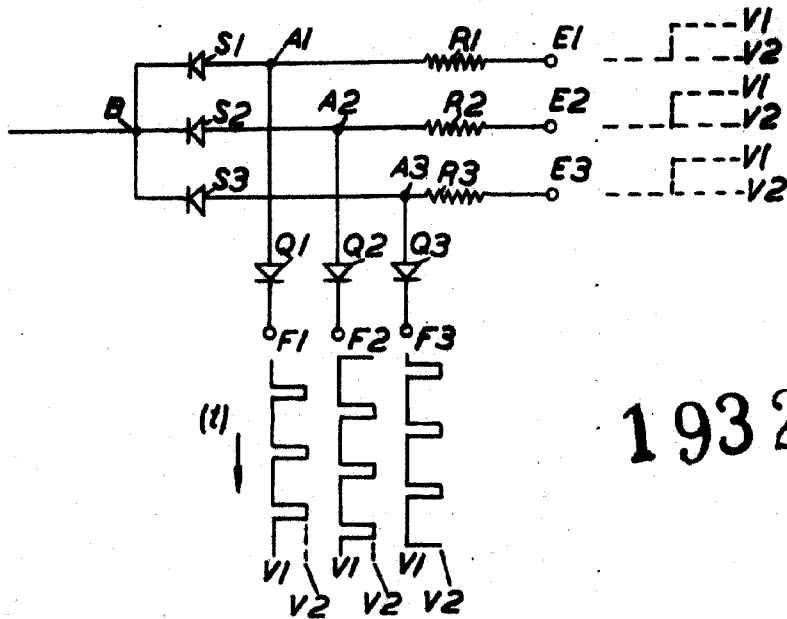 S1 A1 R1 E1 V1
V2
B S2 A2 R2 E2 V1
V2
S3 A3 R3 E3 V1
V2
Q1 Q2 Q3
F1 F2 F3
(t)
193
V1 V1 V1
V2 V2 V2